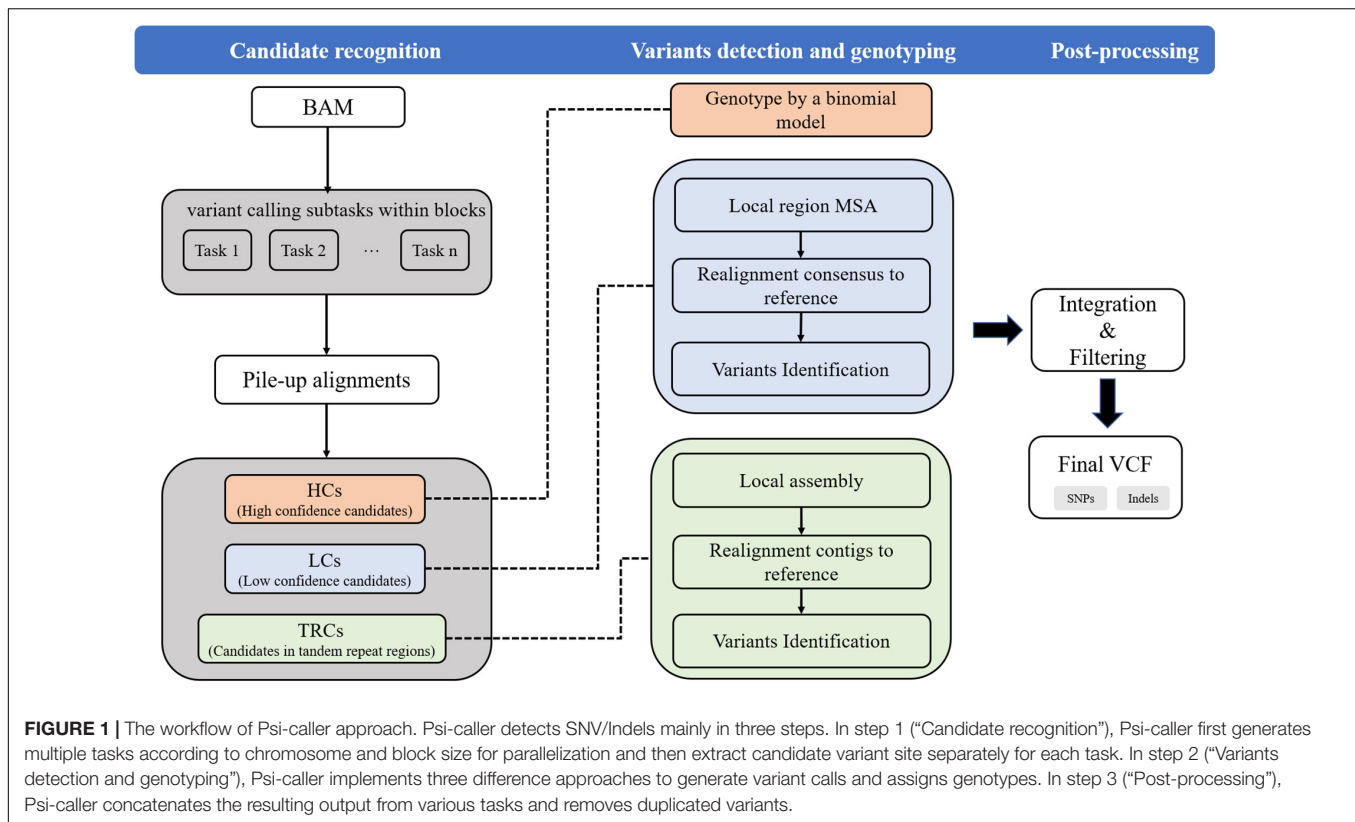 Candidate recognition
Variants detection and genotyping
Post-processing
BAM
variant calling subtasks within blocks
Task 1
Task 2
...
Task n
Pile-up alignments
HCs
(High confidence candidates)
LCs
(Low confidence candidates)
TRCs
(Candidates in tandem repeat regions)
Genotype by a binomial
model
Local region MSA
Realignment consensus to
reference
Variants Identification
Local assembly
Realignment contigs to
reference
Variants Identification
Integration
&
Filtering
Final VCF
SNPs
Indels
FIGURE 1 | The workflow of Psi-caller approach. Psi-caller detects SNV/Indels mainly in three steps. In step 1 (“Candidate recognition”), Psi-caller first generates
multiple tasks according to chromosome and block size for parallelization and then extract candidate variant site separately for each task. In step 2 (“Variants
detection and genotyping”), Psi-caller implements three difference approaches to generate variant calls and assigns genotypes. In step 3 (“Post-processing”),
Psi-caller concatenates the resulting output from various tasks and removes duplicated variants.